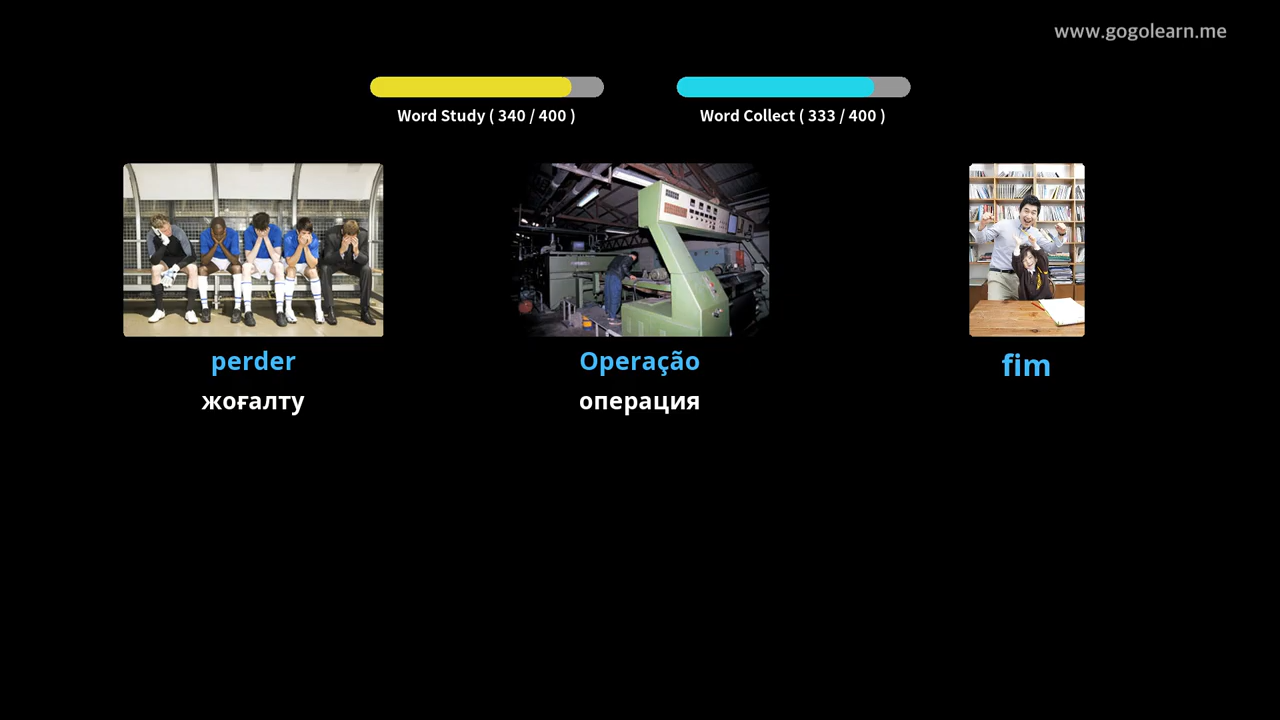 www.gogolearn.me
Word Study ( 340 / 400 )
Word Collect ( 333 / 400 )
perder
Operação
fim
жоғалту
операция